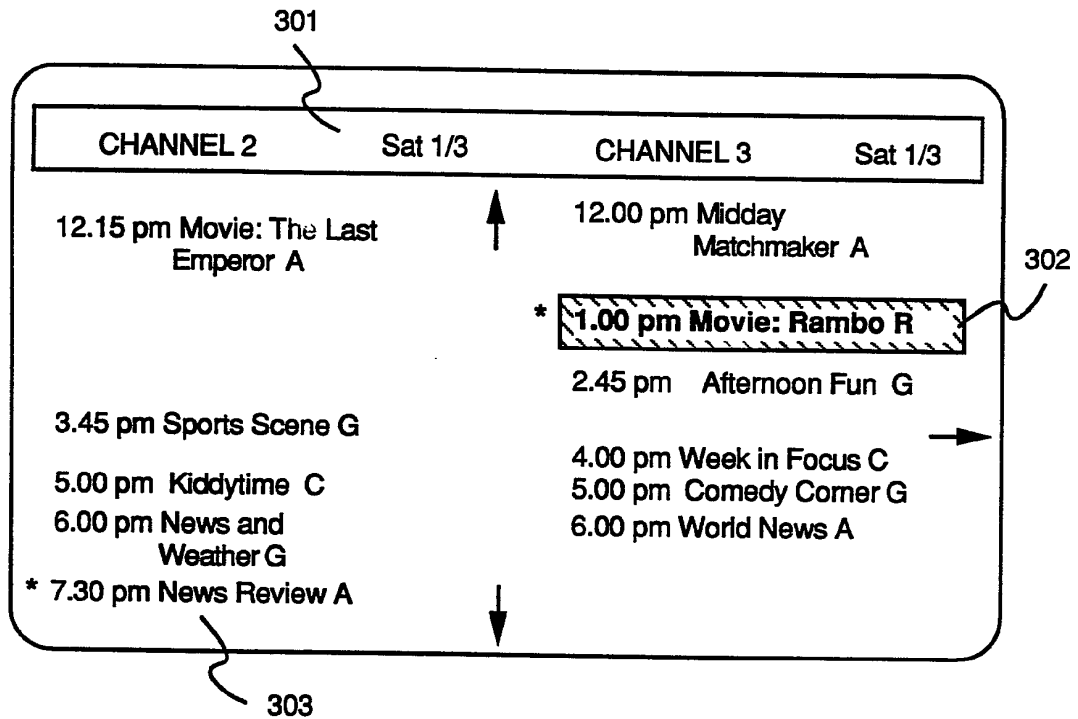 301
CHANNEL 2 Sat 1/3 CHANNEL 3 Sat 1/3
12.15 pm Movie: The Last
Emperor A
3.45 pm Sports Scene G
5.00 pm Kiddytime C
6.00 pm News and
Weather G
* 7.30 pm News Review A
12.00 pm Midday
Matchmaker A
* 1.00 pm Movie: Rambo R
2.45 pm Afternoon Fun G
4.00 pm Week in Focus C
5.00 pm Comedy Corner G
6.00 pm World News A
302
303